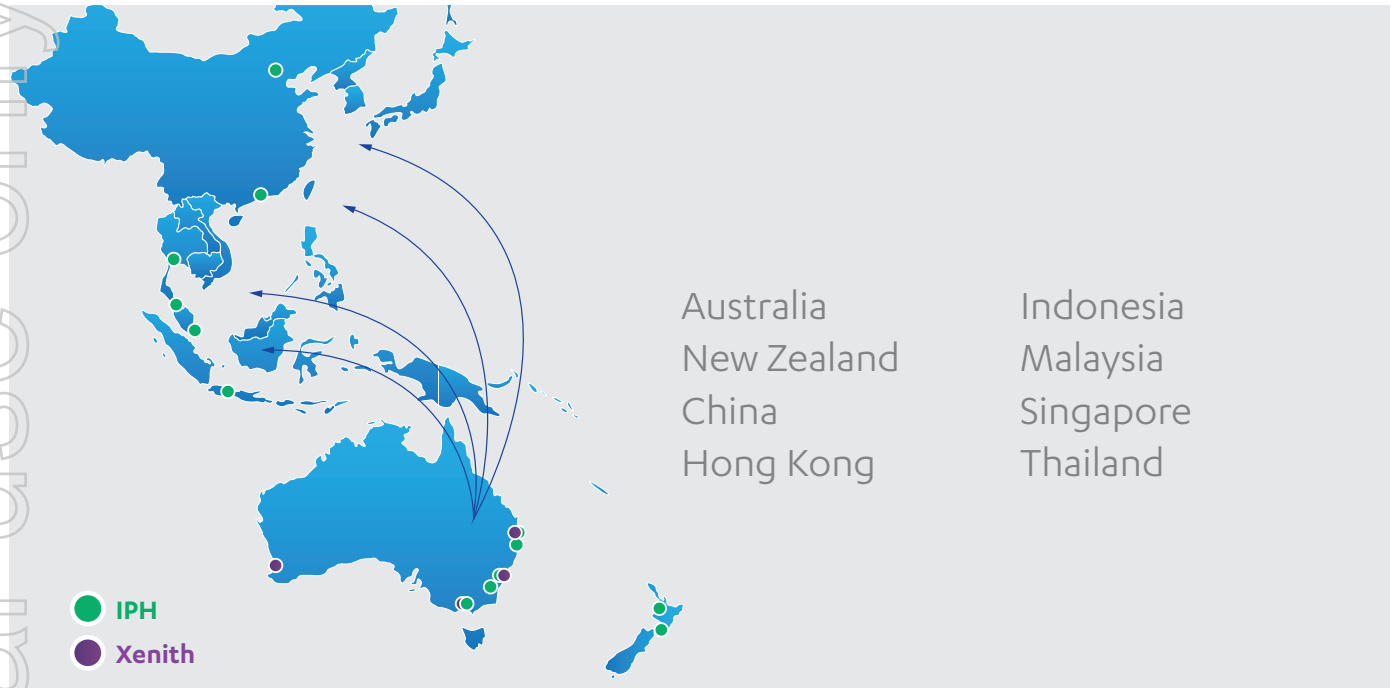 Australia
New Zealand
China
Hong Kong
Indonesia
Malaysia
Singapore
Thailand
IPH
Xenith